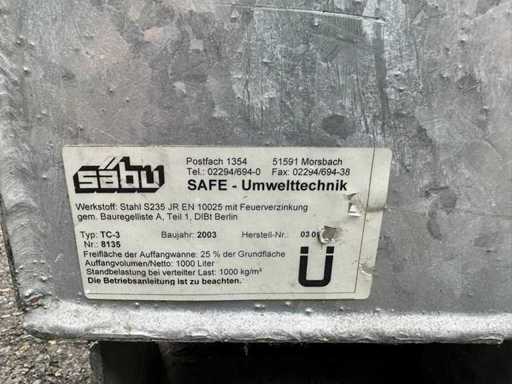 säbu
Postfach 1354 51591 Morsbach
Tel.: 02294/694-0 Fax: 02294/694-38
SAFE - Umwelttechnik
Werkstoff: Stahl S235 JR EN 10025 mit Feuerverzinkung
gem. Bauregelliste A, Teil 1, DIBt Berlin
Typ: TC-3 Baujahr: 2003 Herstell-Nr.: 03 0
Nr.: 8135
Freifläche der Auffangwanne: 25 % der Grundfläche
Auffangvolumen/Netto: 1000 Liter
Standbelastung bei verteilter Last: 1000 kg/m²
Die Betriebsanleitung ist zu beachten.
Ü